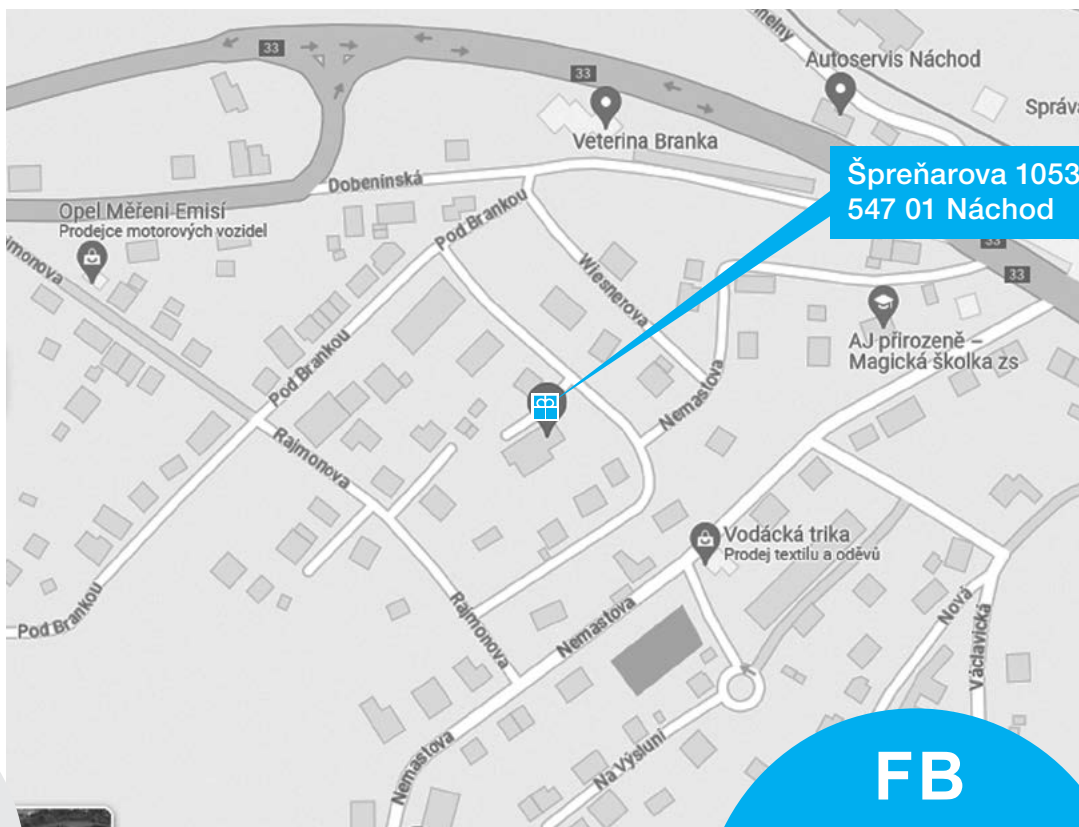 33
33
Autoservis Náchod
Veterina Branka
Špreňarova 1053
547 01 Náchod
Dobenínská
Opel Měření Emisí
Prodejce motorových vozidel
Pod Brankou
Rajmonova
Wiesnerova
33
33
AJ přirozeně –
Magická školka zs
Pod Brankou
Nemastova
Rajmonova
Vodácká trika
Prodej textilu a oděvů
Pod Brankou
Rajmonova
Nemastova
Nová
Václavická
Nemastova
Na Výsluní
FB